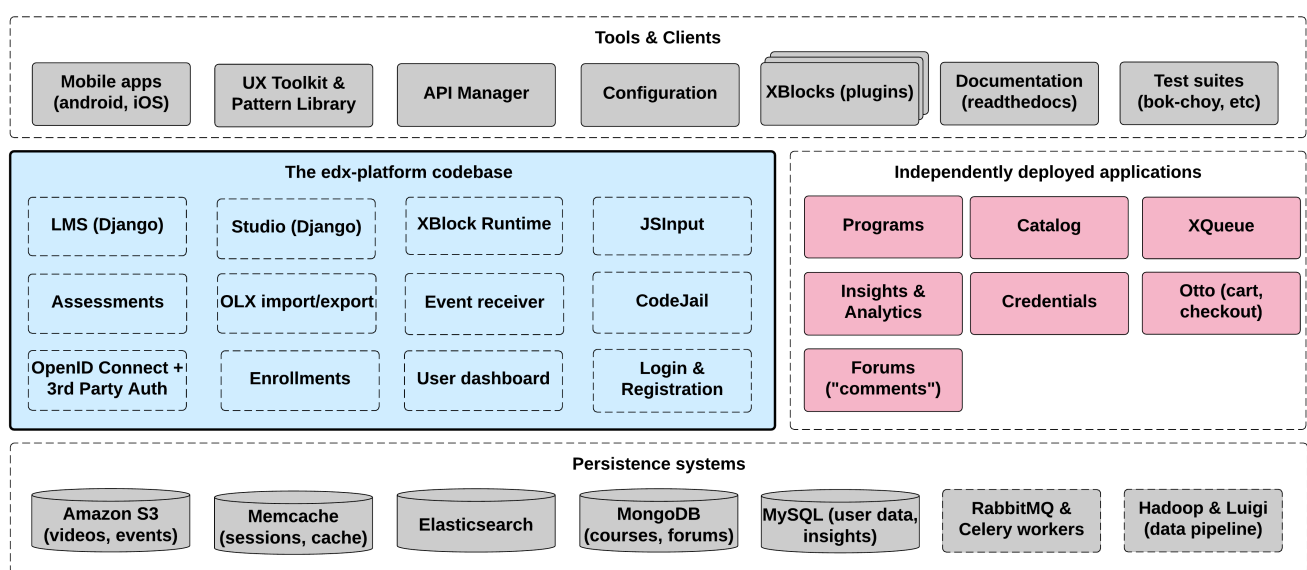 Tools & Clients
Mobile apps
(android, iOS)
UX Toolkit &
Pattern Library
API Manager
Configuration
XBlocks (plugins)
Documentation
(readthedocs)
Test suites
(bok-choy, etc)
The edx-platform codebase
LMS (Django)
Studio (Django)
XBlock Runtime
JSInput
Assessments
OLX import/export
Event receiver
CodeJail
OpenID Connect +
3rd Party Auth
Enrollments
User dashboard
Login &
Registration
Independently deployed applications
Programs
Catalog
XQueue
Insights &
Analytics
Credentials
Otto (cart,
checkout)
Forums
("comments")
Persistence systems
Amazon S3
(videos, events)
Memcache
(sessions, cache)
Elasticsearch
MongoDB
(courses, forums)
MySQL (user data,
insights)
RabbitMQ &
Celery workers
Hadoop & Luigi
(data pipeline)